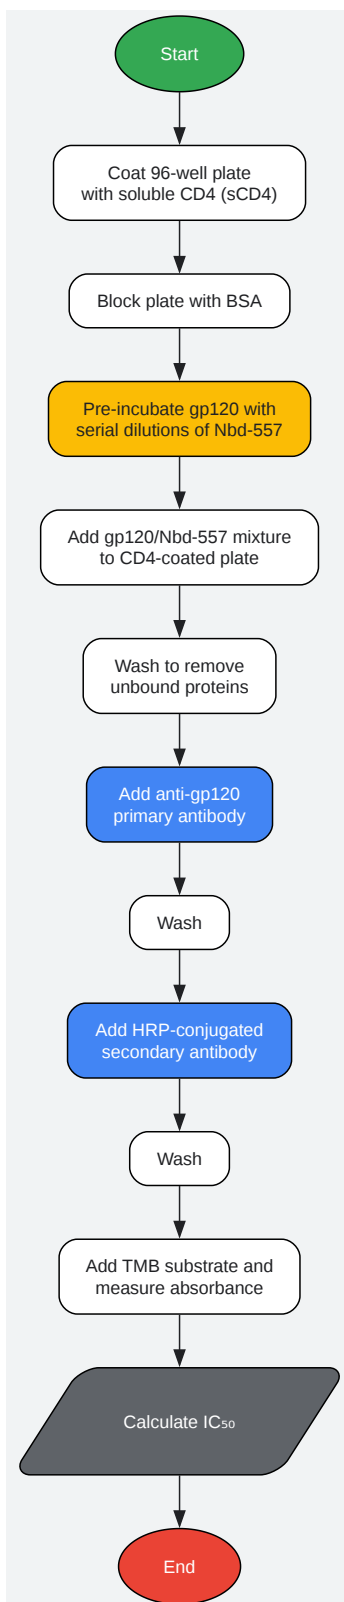 Start
Coat 96-well plate
with soluble CD4 (sCD4)
Block plate with BSA
Pre-incubate gp120 with
serial dilutions of Nbd-557
Add gp120/Nbd-557 mixture
to CD4-coated plate
Wash to remove
unbound proteins
Add anti-gp120
primary antibody
Wash
Add HRP-conjugated
secondary antibody
Wash
Add TMB substrate and
measure absorbance
Calculate IC₅₀
End